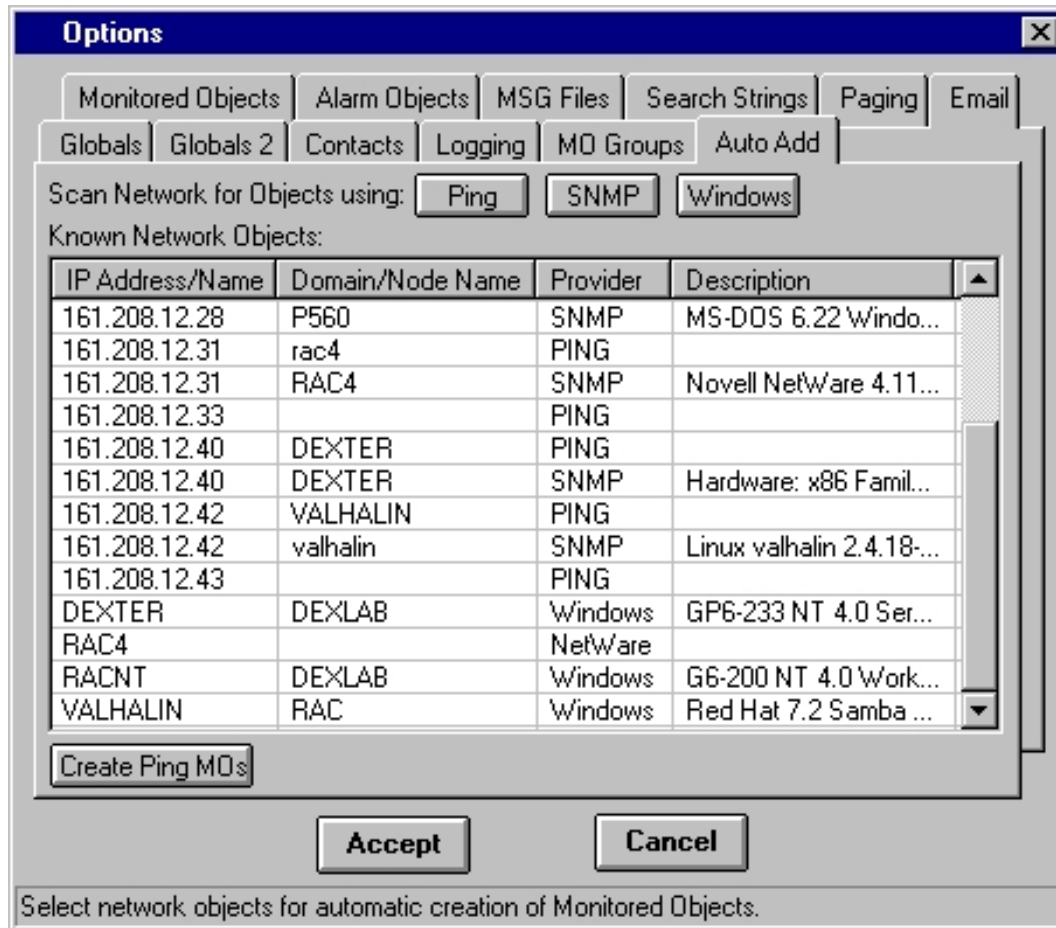 Options
Monitored Objects Alarm Objects MSG Files Search Strings Paging Email
Globals Globals 2 Contacts Logging MO Groups Auto Add
Scan Network for Objects using: Ping SNMP Windows
Known Network Objects:
IP Address/Name Domain/Node Name Provider Description
161.208.12.28 P560 SNMP MS-DOS 6.22 Windo...
161.208.12.31 rac4 PING
161.208.12.31 RAC4 SNMP Novell NetWare 4.11...
161.208.12.33 PING
161.208.12.40 DEXTER PING
161.208.12.40 DEXTER SNMP Hardware: x86 Famil...
161.208.12.42 VALHALIN PING
161.208.12.42 valhalin SNMP Linux valhalin 2.4.18-...
161.208.12.43 PING
DEXTER DEXLAB Windows GP6-233 NT 4.0 Ser...
RAC4 NetWare
RACNT DEXLAB Windows G6-200 NT 4.0 Work...
VALHALIN RAC Windows Red Hat 7.2 Samba ...
Create Ping MOs
Accept Cancel
Select network objects for automatic creation of Monitored Objects.